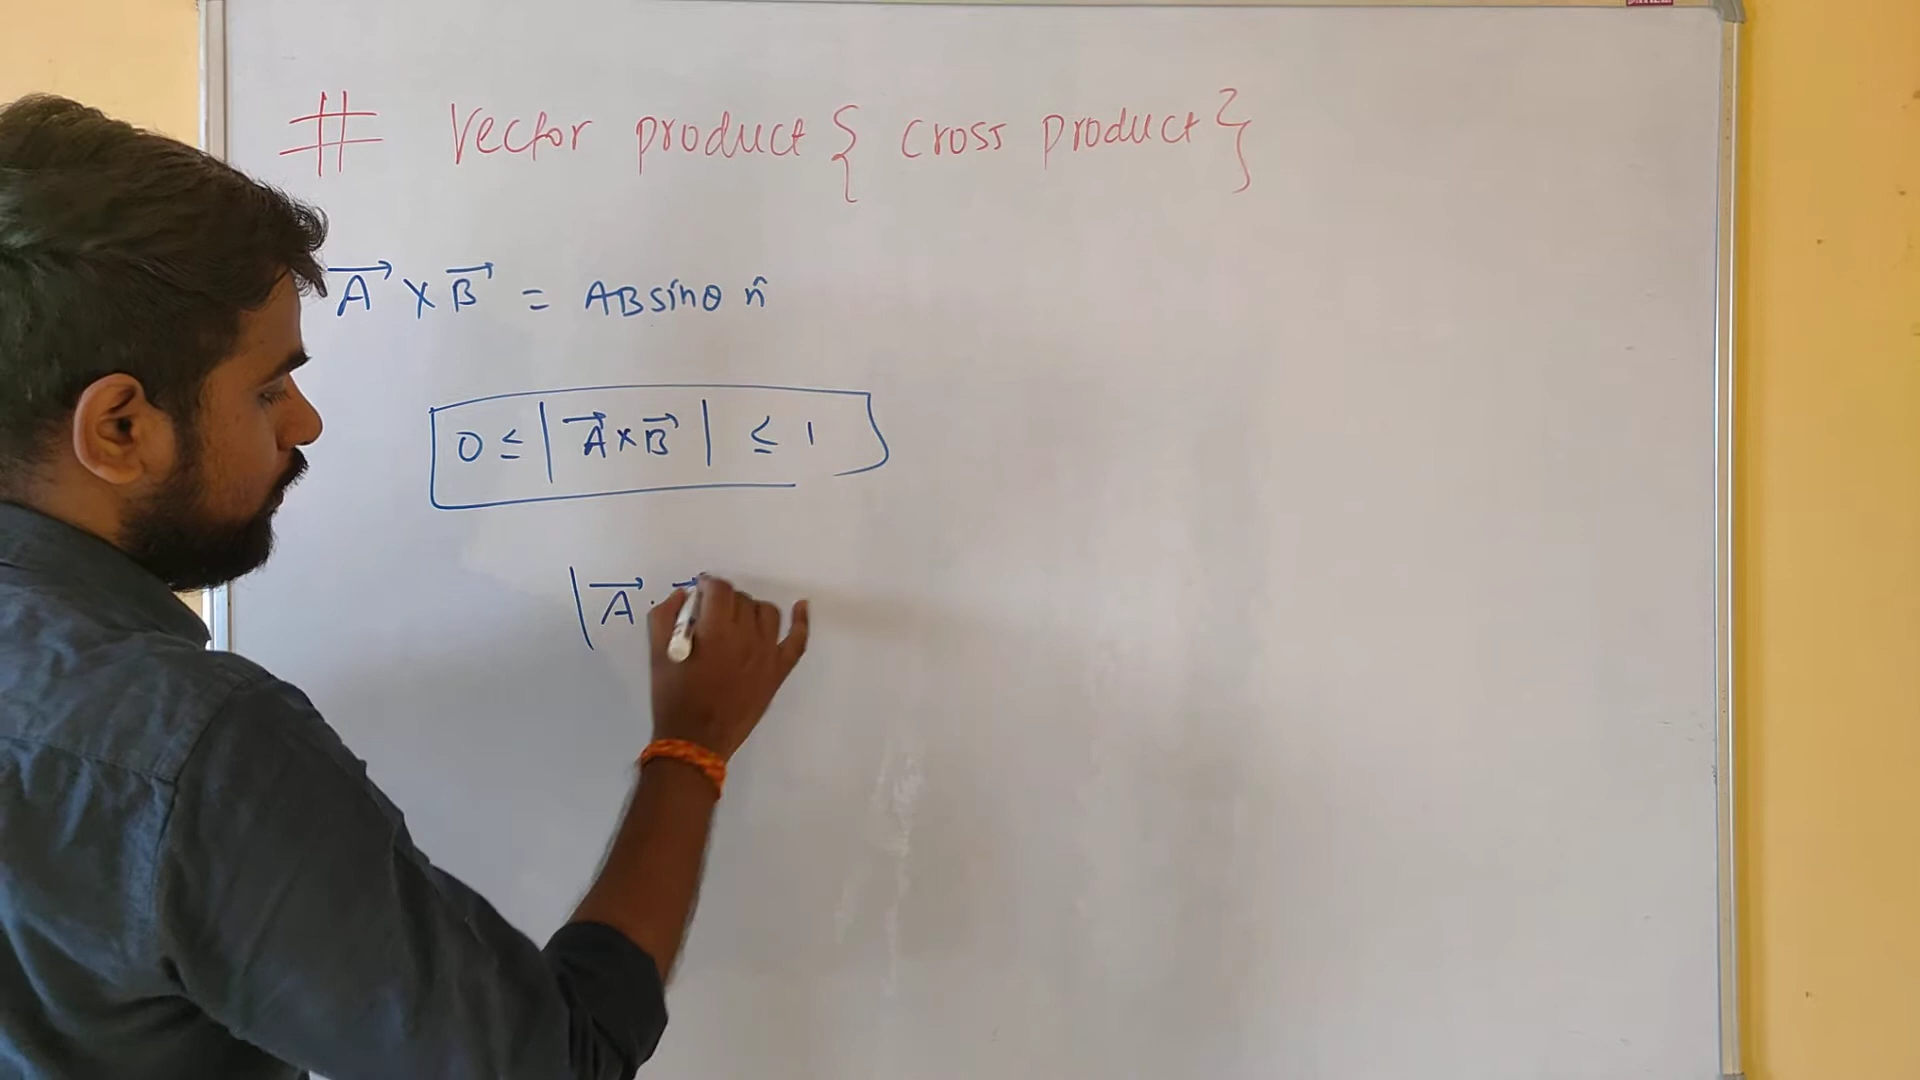 # Vector product { cross product }
A⃗ × B⃗ = ABsinθ n̂
0 ≤ | A⃗ × B⃗ | ≤ 1
| A⃗ ·